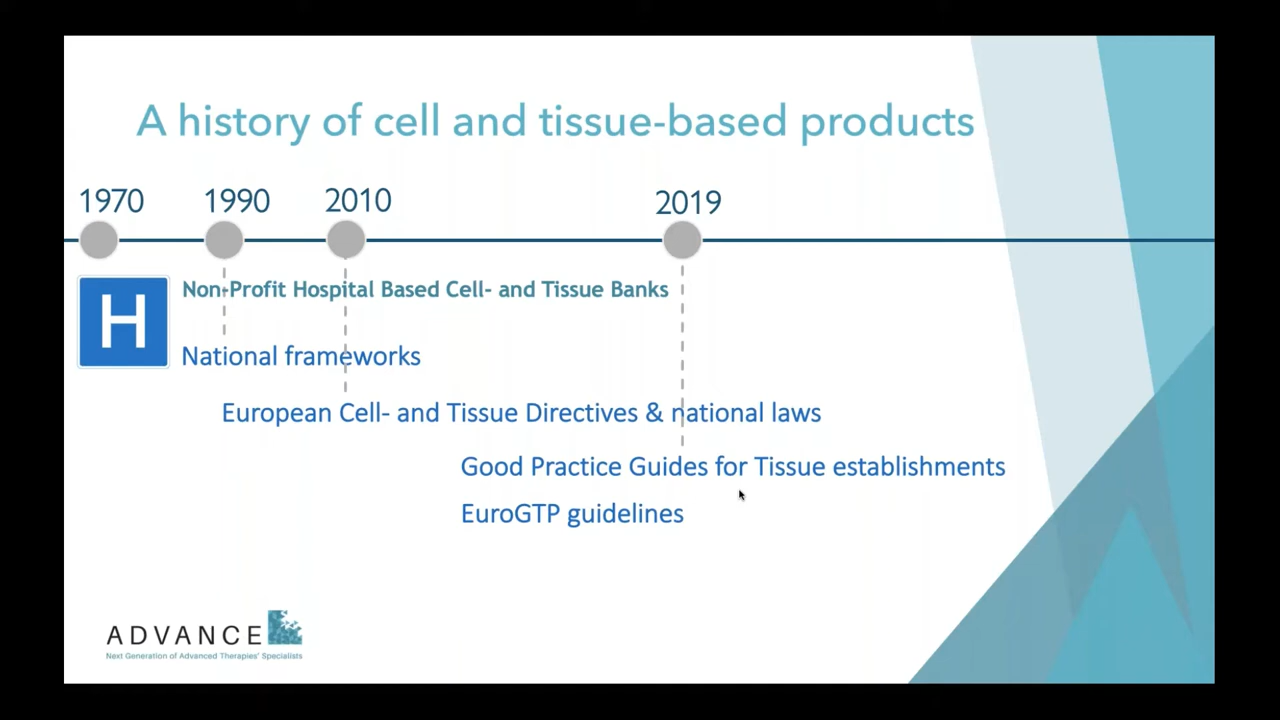 A history of cell and tissue-based products
1970 1990 2010 2019
H
Non-Profit Hospital Based Cell- and Tissue Banks
National frameworks
European Cell- and Tissue Directives & national laws
Good Practice Guides for Tissue establishments
EuroGTP guidelines
ADVANCE
Next Generation of Advanced Therapies' Specialists